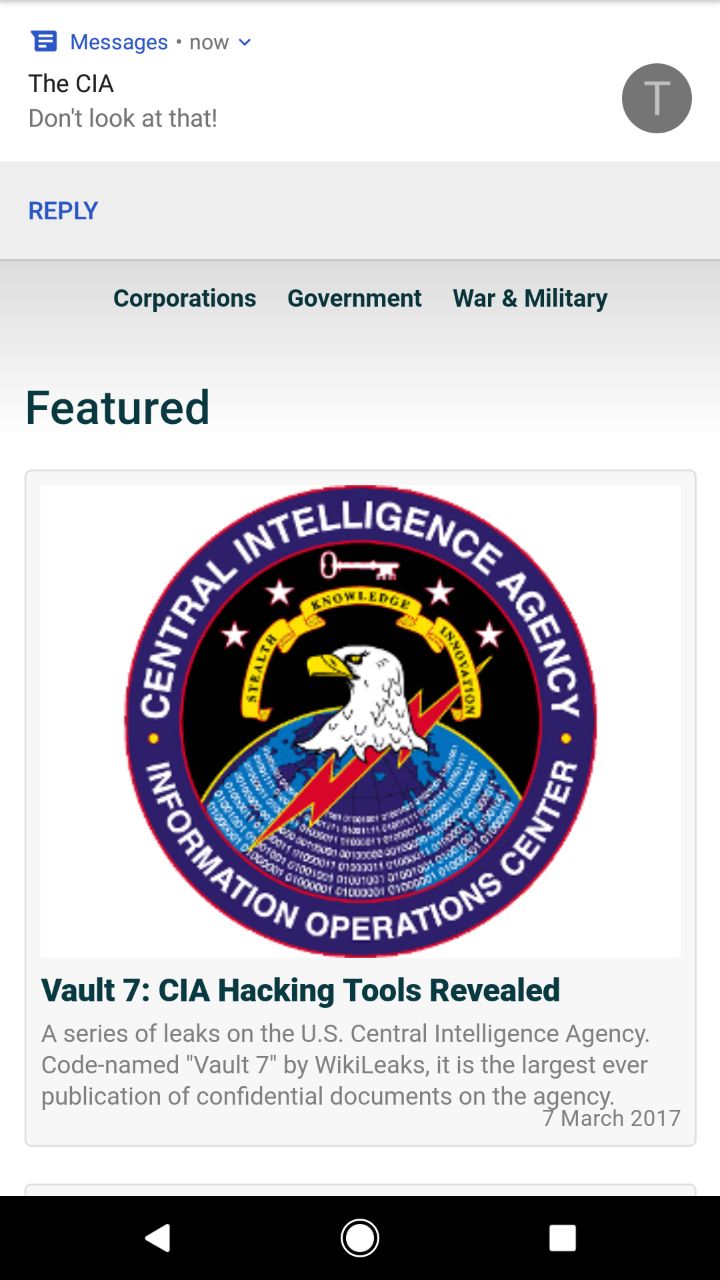 Messages • now
The CIA
Don't look at that!
T
REPLY
Corporations Government War & Military
Featured
CENTRAL INTELLIGENCE AGENCY
STEALTH KNOWLEDGE INNOVATION
INFORMATION OPERATIONS CENTER
Vault 7: CIA Hacking Tools Revealed
A series of leaks on the U.S. Central Intelligence Agency.
Code-named "Vault 7" by WikiLeaks, it is the largest ever
publication of confidential documents on the agency.
7 March 2017